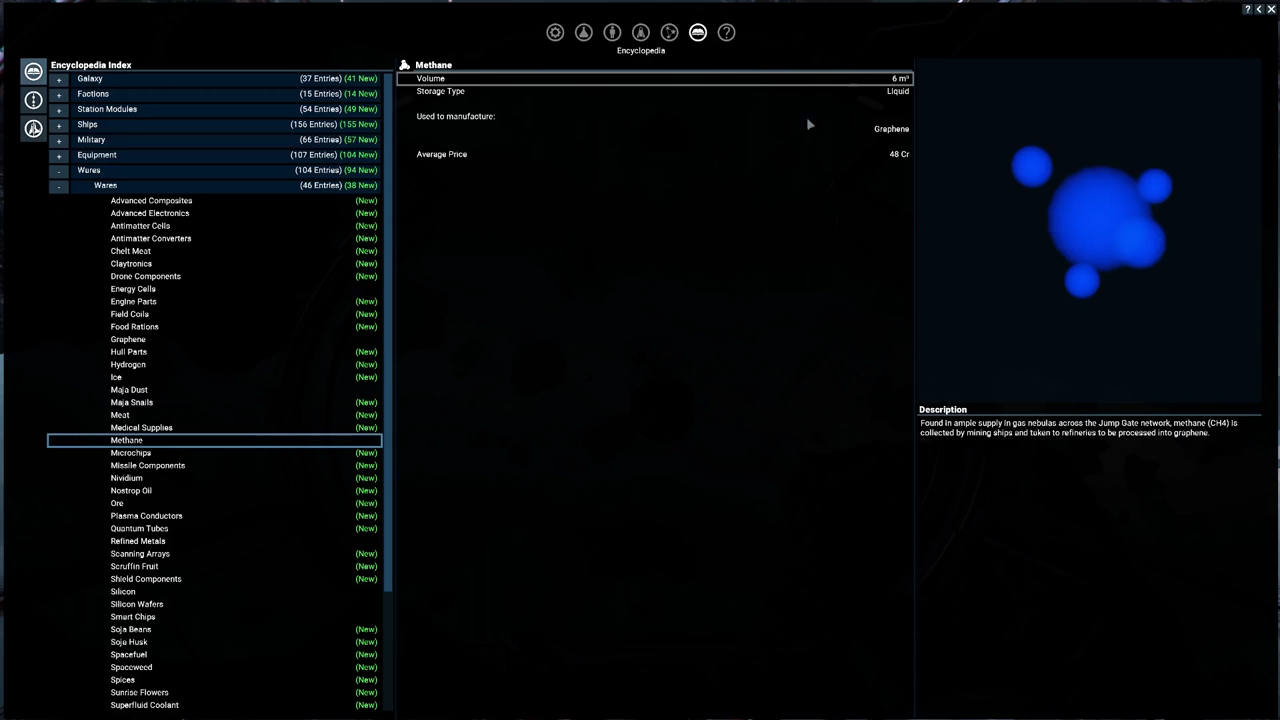 Encyclopedia
Encyclopedia Index
+ Galaxy (37 Entries) (41 New)
+ Factions (15 Entries) (14 New)
+ Station Modules (54 Entries) (49 New)
+ Ships (156 Entries) (155 New)
+ Military (66 Entries) (57 New)
+ Equipment (107 Entries) (104 New)
- Wares (104 Entries) (94 New)
- Wares (46 Entries) (38 New)
Advanced Composites (New)
Advanced Electronics (New)
Antimatter Cells (New)
Antimatter Converters (New)
Chelt Meat (New)
Claytronics (New)
Drone Components (New)
Energy Cells
Engine Parts (New)
Field Coils (New)
Food Rations (New)
Graphene
Hull Parts (New)
Hydrogen (New)
Ice (New)
Maja Dust
Maja Snails (New)
Meat (New)
Medical Supplies (New)
Methane
Microchips (New)
Missile Components (New)
Nividium (New)
Nostrop Oil (New)
Ore (New)
Plasma Conductors (New)
Quantum Tubes (New)
Refined Metals
Scanning Arrays (New)
Scruffin Fruit (New)
Shield Components (New)
Silicon
Silicon Wafers
Smart Chips
Soja Beans (New)
Soja Husk (New)
Spacefuel (New)
Spaceweed (New)
Spices (New)
Sunrise Flowers (New)
Superfluid Coolant (New)
Methane
Volume 6 m³
Storage Type Liquid
Used to manufacture:
Graphene
Average Price 48 Cr
Description
Found in ample supply in gas nebulas across the Jump Gate network, methane (CH4) is
collected by mining ships and taken to refineries to be processed into graphene.